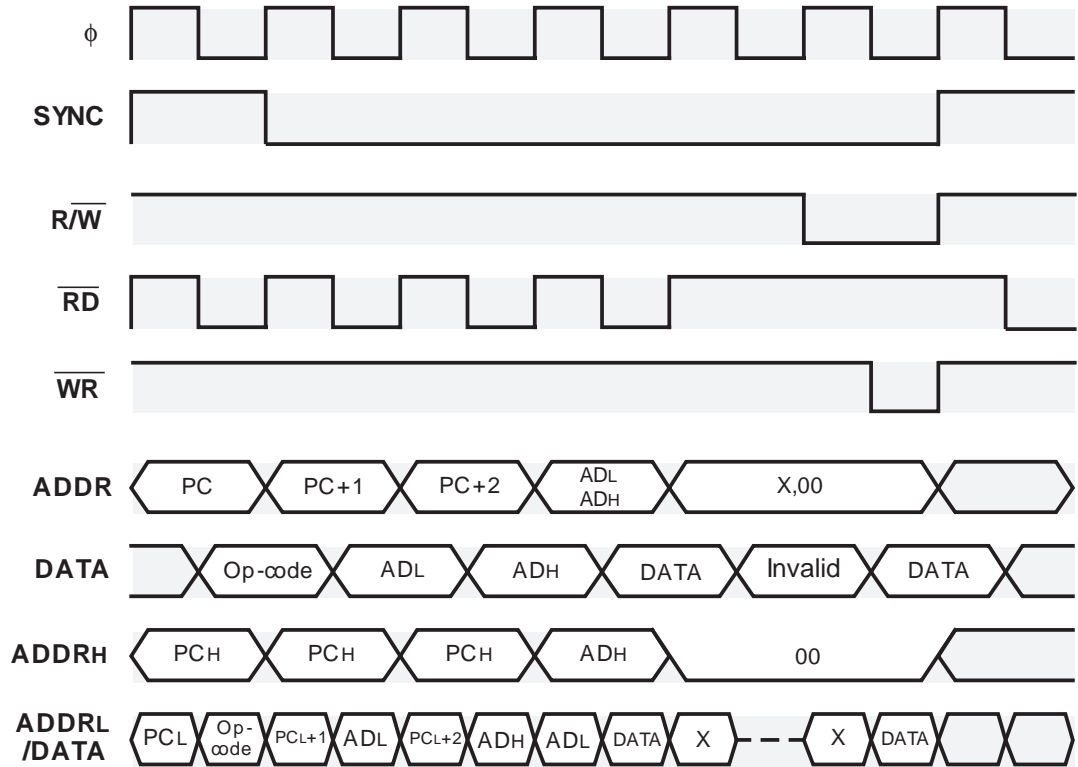 ϕ
SYNC
R/W̅
R̅D̅
W̅R̅
ADDR PC PC+1 PC+2 ADL ADH X,00
DATA Op-code ADL ADH DATA Invalid DATA
ADDRH PCH PCH PCH ADH 00
ADDRL /DATA PCL Op-code PCL+1 ADL PCL+2 ADH ADL DATA X X DATA